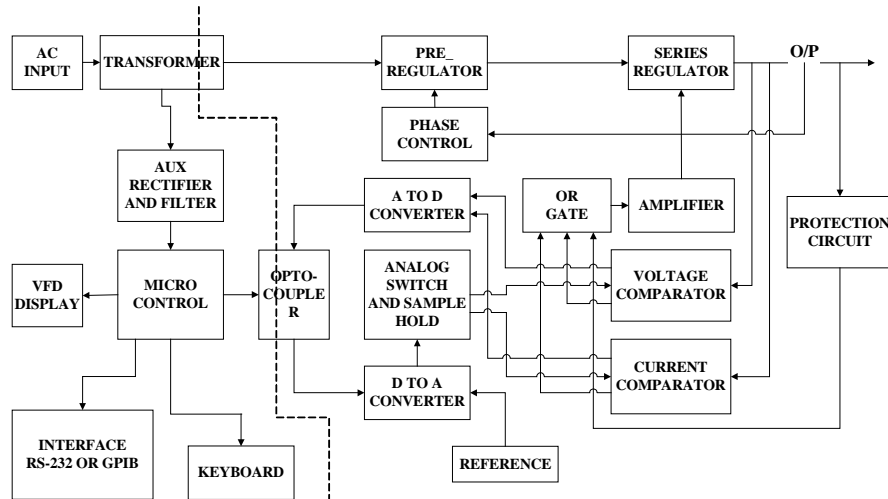 AC
INPUT
TRANSFORMER
PRE_
REGULATOR
SERIES
REGULATOR
O/P
PHASE
CONTROL
AUX
RECTIFIER
AND FILTER
A TO D
CONVERTER
OR
GATE
AMPLIFIER
PROTECTION
CIRCUIT
VFD
DISPLAY
MICRO
CONTROL
OPTO-
COUPLE
R
ANALOG
SWITCH
AND SAMPLE
HOLD
VOLTAGE
COMPARATOR
D TO A
CONVERTER
CURRENT
COMPARATOR
INTERFACE
RS-232 OR GPIB
KEYBOARD
REFERENCE